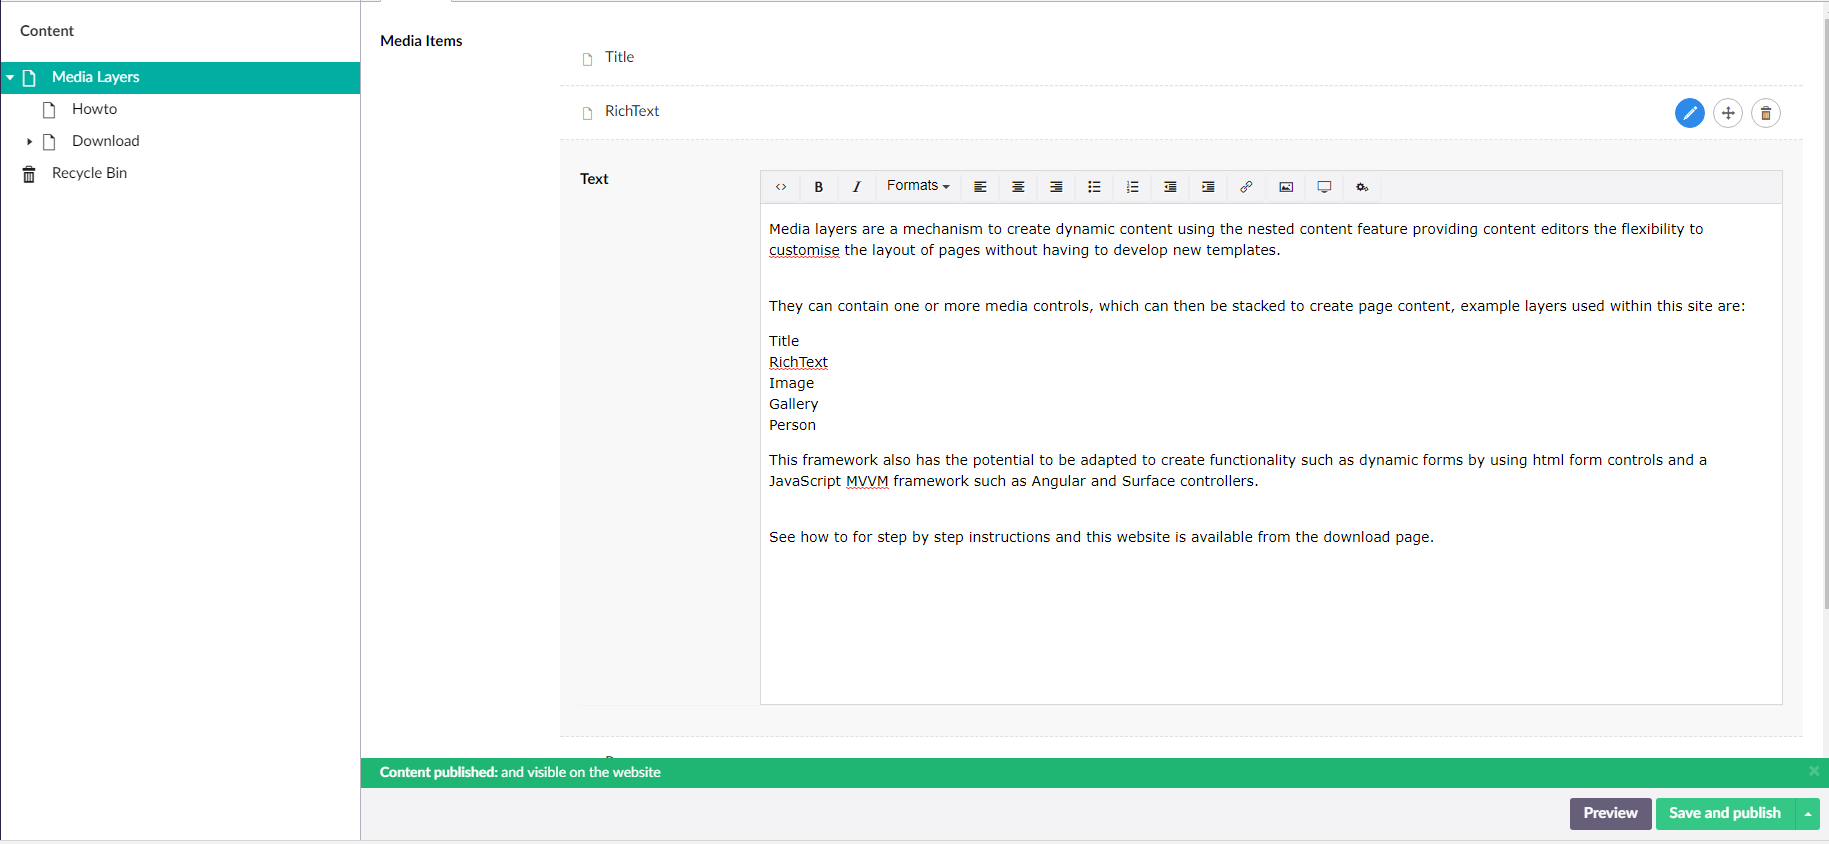 Content
Media Layers
Howto
Download
Recycle Bin
Media Items
Title
RichText
Text
B I Formats
Media layers are a mechanism to create dynamic content using the nested content feature providing content editors the flexibility to
customise the layout of pages without having to develop new templates.
They can contain one or more media controls, which can then be stacked to create page content, example layers used within this site are:
Title
RichText
Image
Gallery
Person
This framework also has the potential to be adapted to create functionality such as dynamic forms by using html form controls and a
JavaScript MVVM framework such as Angular and Surface controllers.
See how to for step by step instructions and this website is available from the download page.
Content published: and visible on the website
Preview
Save and publish